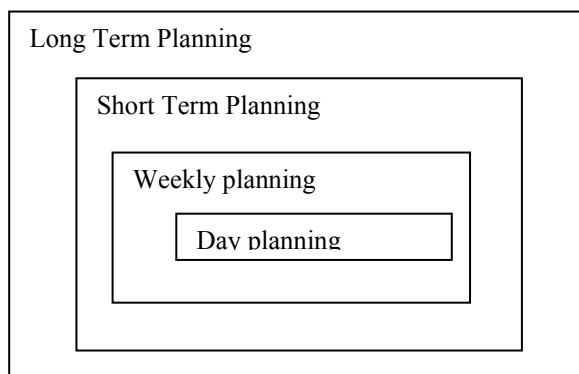 Long Term Planning
Short Term Planning
Weekly planning
Day planning